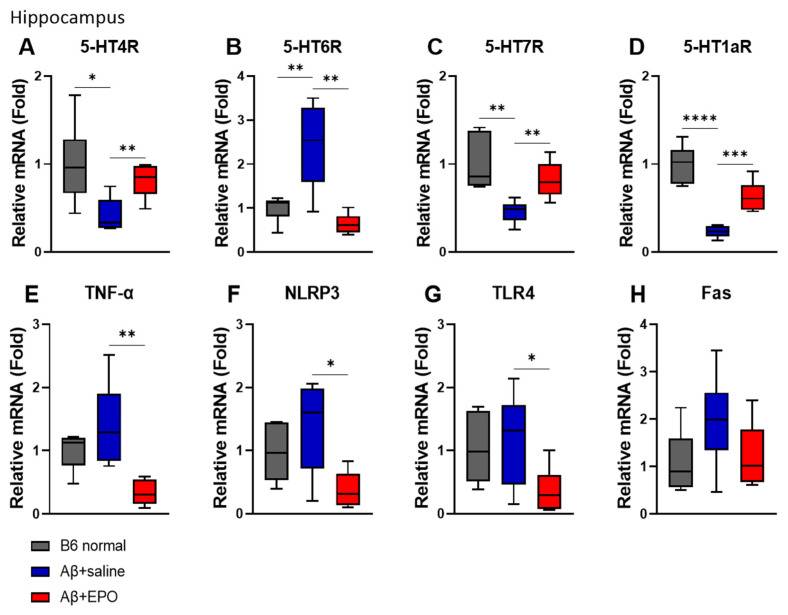 Hippocampus
A 5-HT4R
Relative mRNA (Fold)
2
1
0
*
**
B 5-HT6R
Relative mRNA (Fold)
4
3
2
1
0
**
**
C 5-HT7R
Relative mRNA (Fold)
2
1
0
**
**
D 5-HT1aR
Relative mRNA (Fold)
2
1
0
****
***
E TNF-α
Relative mRNA (Fold)
3
2
1
0
**
F NLRP3
Relative mRNA (Fold)
3
2
1
0
*
G TLR4
Relative mRNA (Fold)
3
2
1
0
*
H Fas
Relative mRNA (Fold)
4
3
2
1
0
B6 normal
Aβ+saline
Aβ+EPO